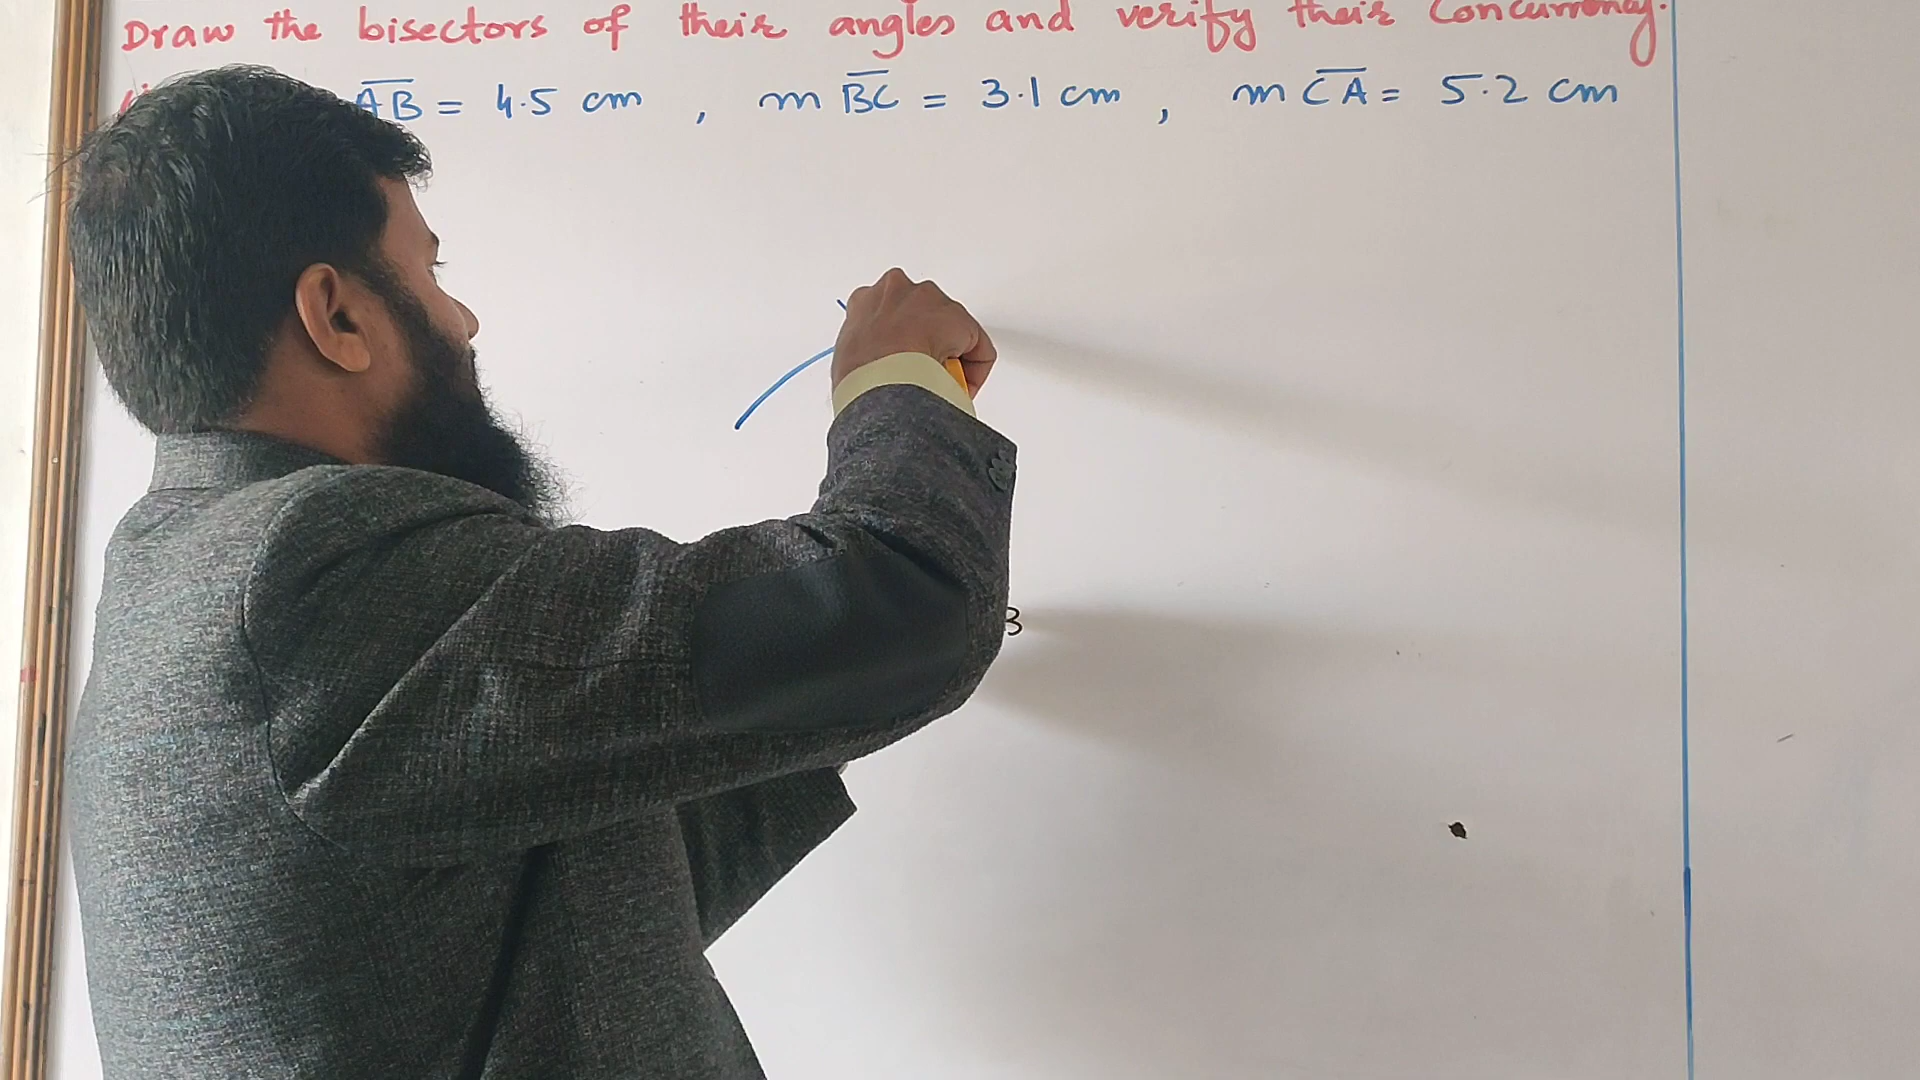 Draw the bisectors of their angles and verify their Concurrency.
AB = 4.5 cm , m BC = 3.1 cm , m CA = 5.2 cm
B